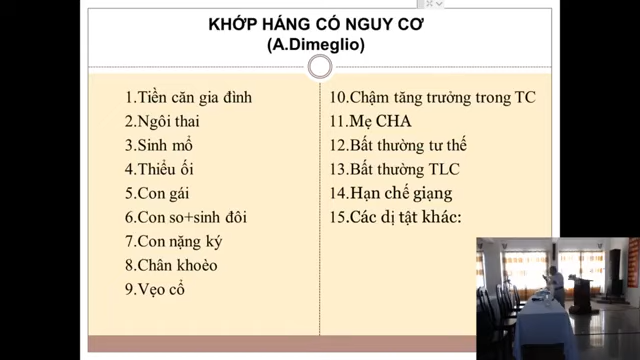 KHỚP HÁNG CÓ NGUY CƠ
(A.Dimeglio)
1.Tiền căn gia đình
2.Ngôi thai
3.Sinh mổ
4.Thiểu ối
5.Con gái
6.Con so+sinh đôi
7.Con nặng ký
8.Chân khoèo
9.Vẹo cổ
10.Chậm tăng trưởng trong TC
11.Mẹ CHA
12.Bất thường tư thế
13.Bất thường TLC
14.Hạn chế giạng
15.Các dị tật khác: